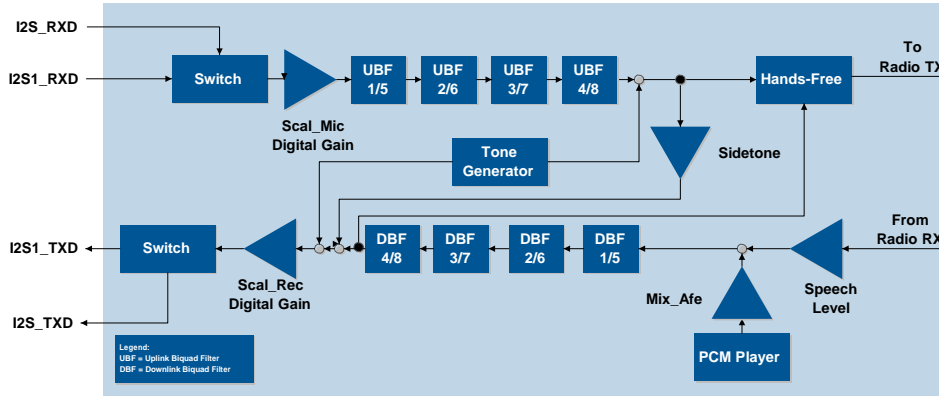 I2S_RXD
I2S1_RXD
Switch
Scal_Mic
Digital Gain
UBF
1/5
UBF
2/6
UBF
3/7
UBF
4/8
Hands-Free
To
Radio TX
Tone
Generator
Sidetone
I2S1_TXD
I2S_TXD
Switch
Scal_Rec
Digital Gain
DBF
4/8
DBF
3/7
DBF
2/6
DBF
1/5
Mix_Afe
PCM Player
Speech
Level
From
Radio RX
Legend:
UBF = Uplink Biquad Filter
DBF = Downlink Biquad Filter